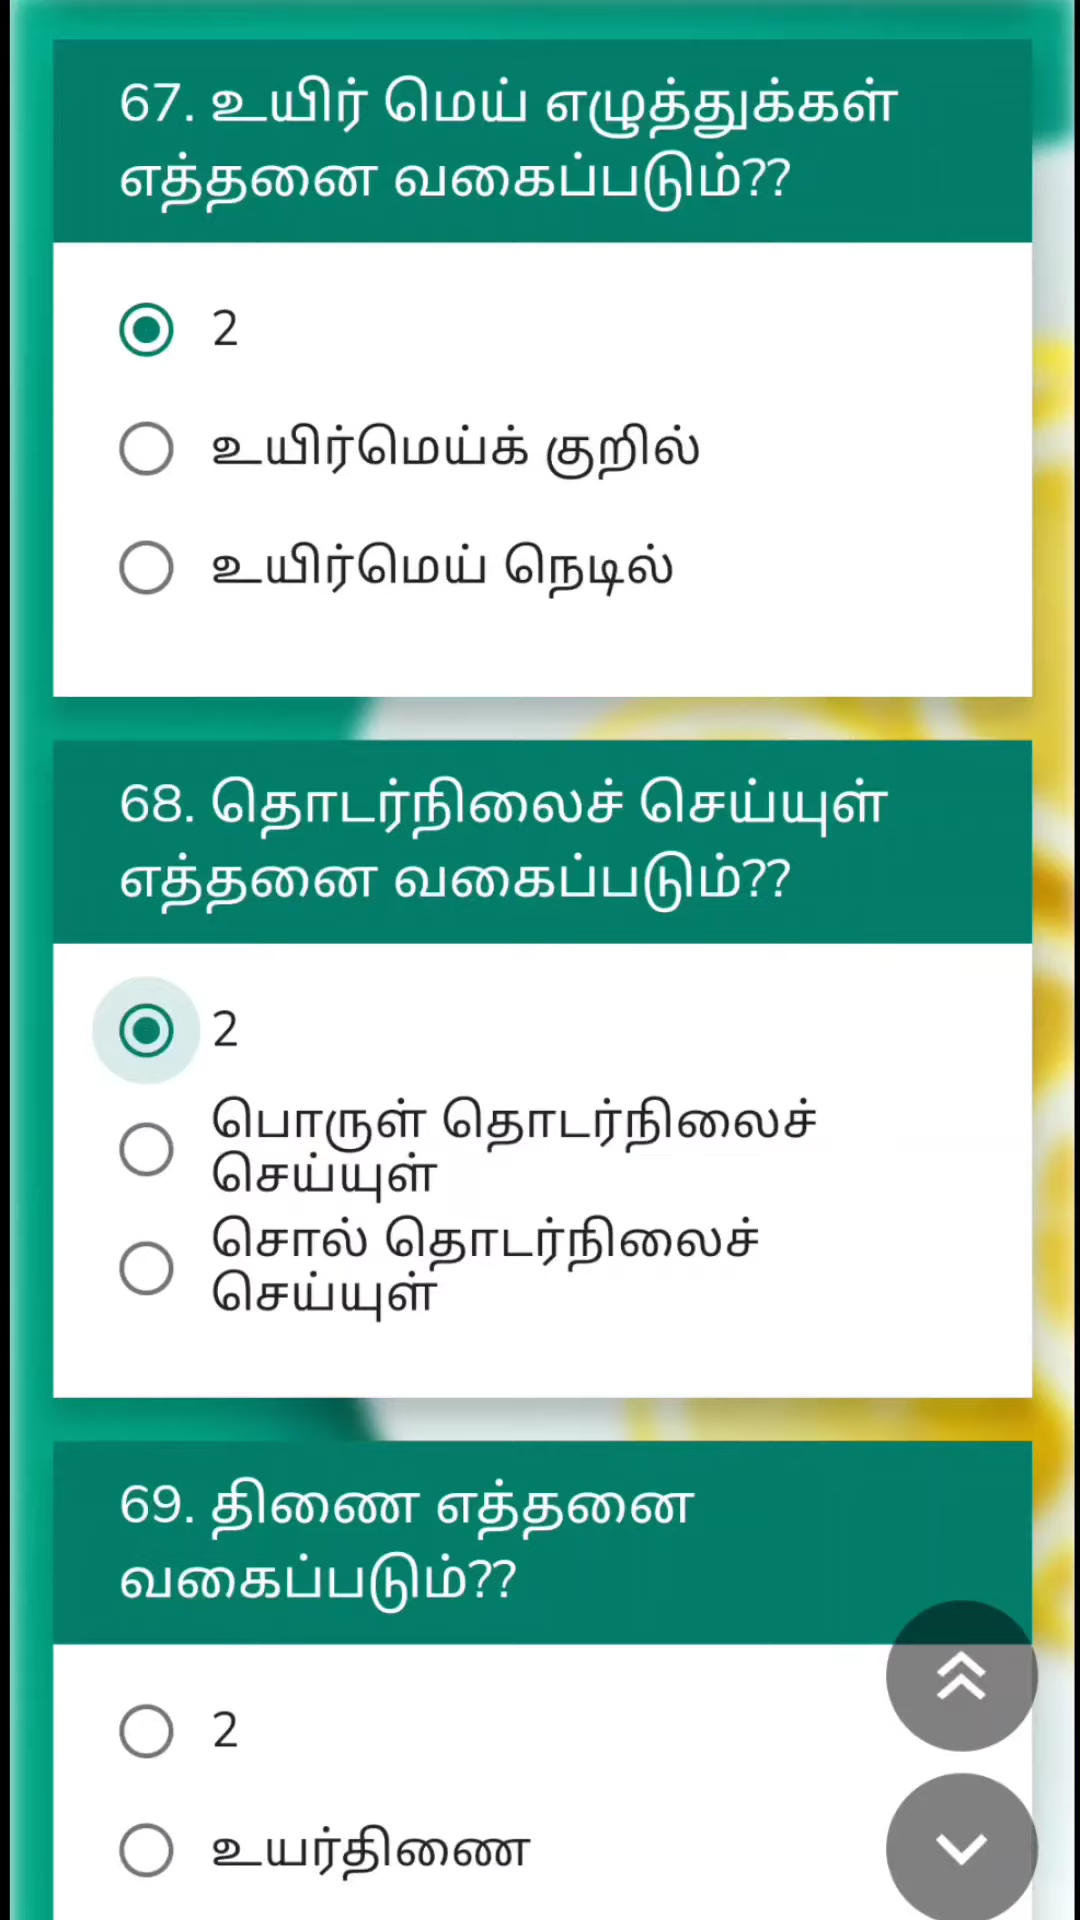 67. உயிர் மெய் எழுத்துக்கள்
எத்தனை வகைப்படும்??
2
உயிர்மெய்க் குறில்
உயிர்மெய் நெடில்
68. தொடர்நிலைச் செய்யுள்
எத்தனை வகைப்படும்??
2
பொருள் தொடர்நிலைச்
செய்யுள்
சொல் தொடர்நிலைச்
செய்யுள்
69. திணை எத்தனை
வகைப்படும்??
2
உயர்திணை